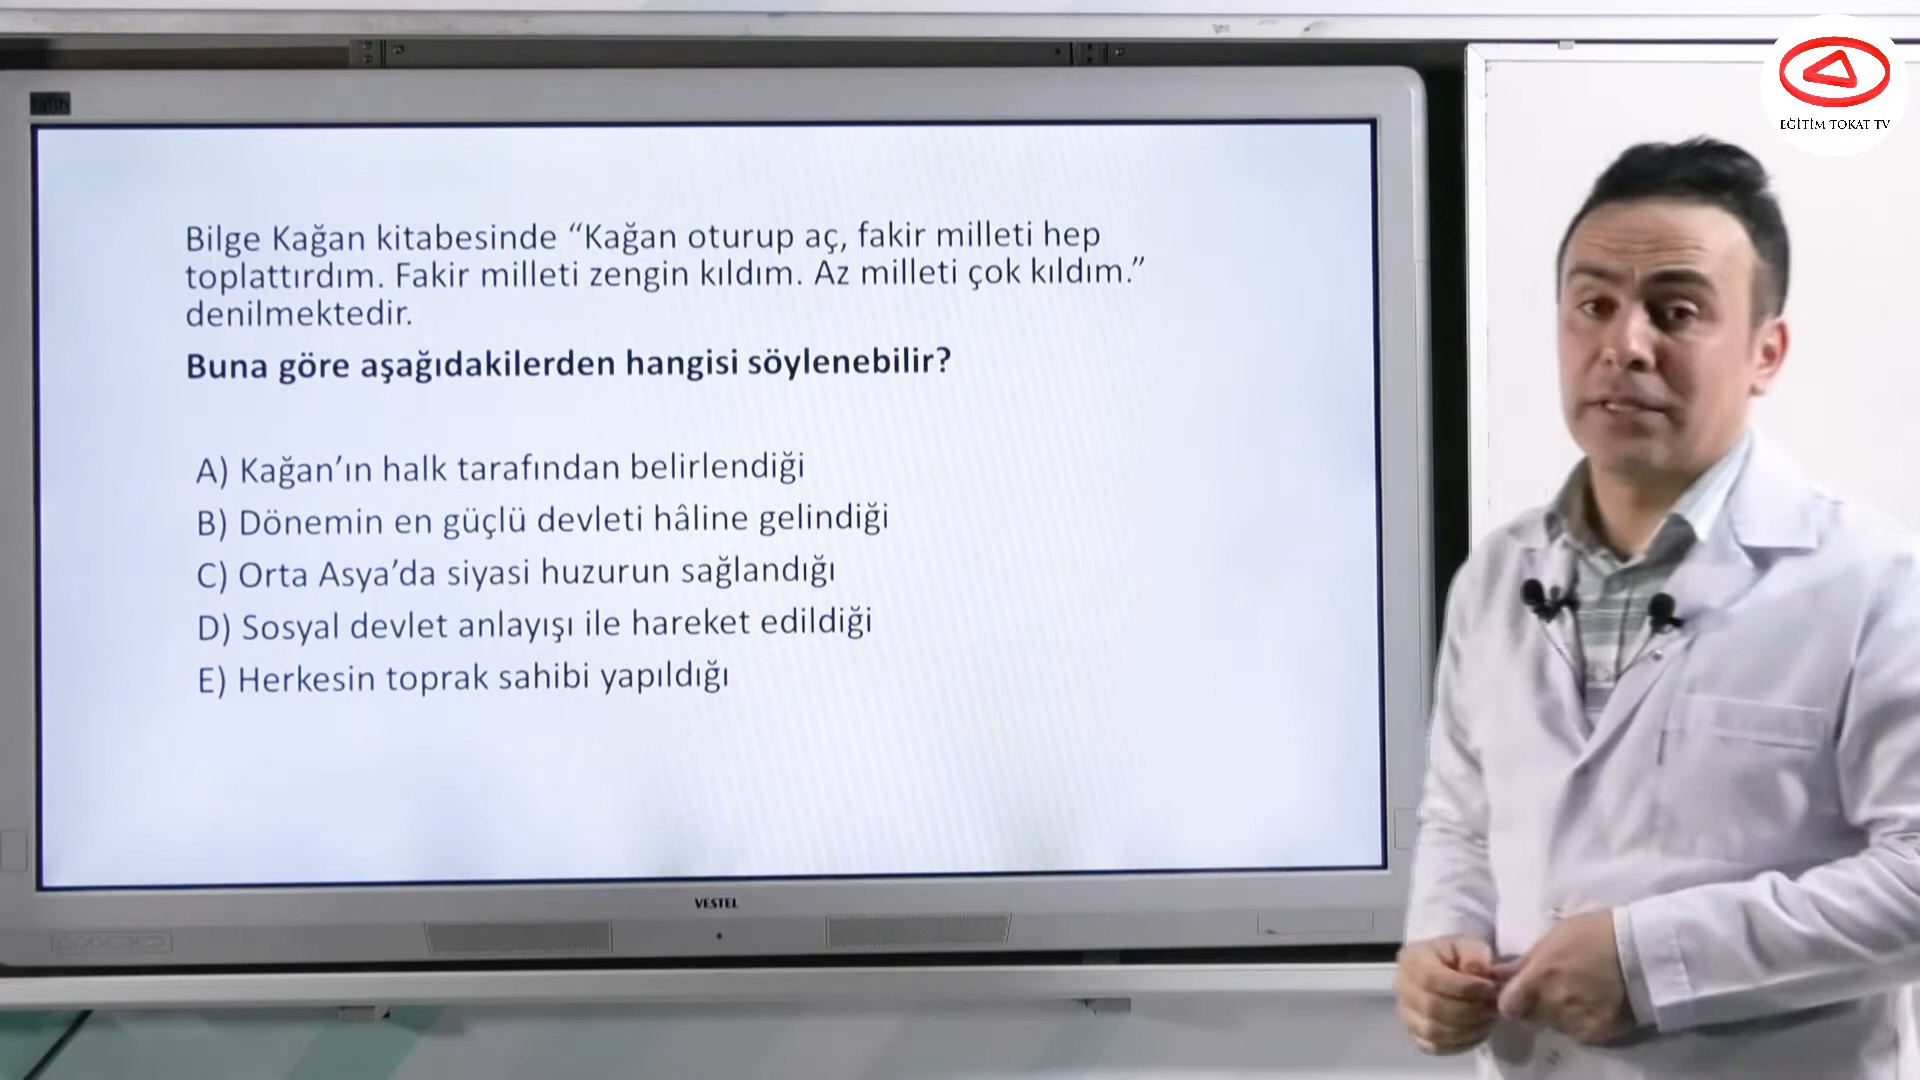 EĞİTİM TOKAT TV
Bilge Kağan kitabesinde “Kağan oturup aç, fakir milleti hep
toplattırdım. Fakir milleti zengin kıldım. Az milleti çok kıldım.”
denilmektedir.
Buna göre aşağıdakilerden hangisi söylenebilir?
A) Kağan’ın halk tarafından belirlendiği
B) Dönemin en güçlü devleti hâline gelindiği
C) Orta Asya’da siyasi huzurun sağlandığı
D) Sosyal devlet anlayışı ile hareket edildiği
E) Herkesin toprak sahibi yapıldığı
VESTEL